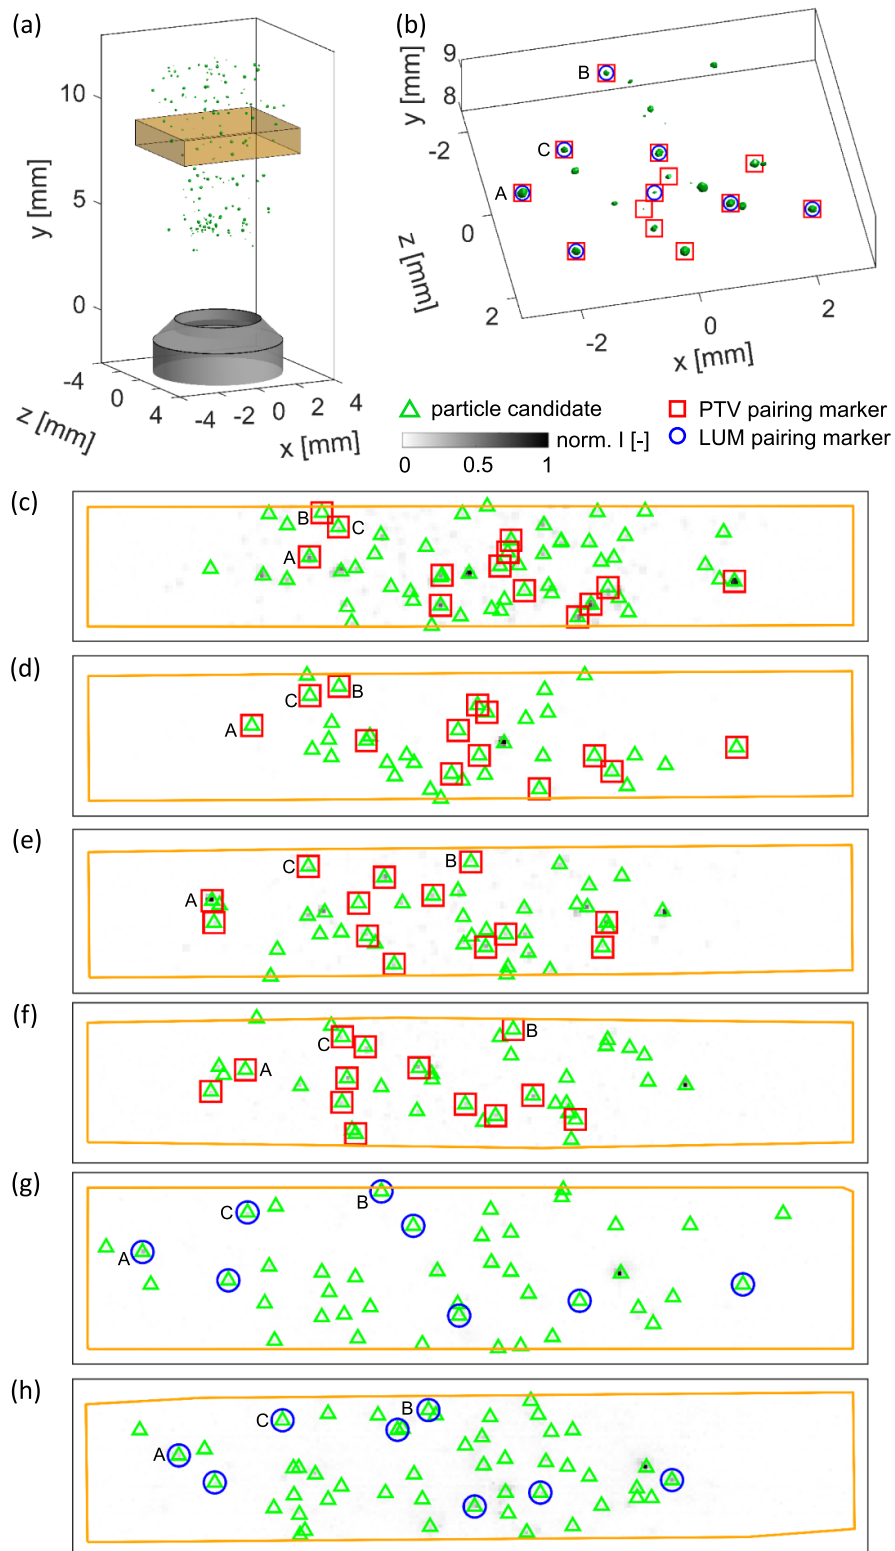 (a)
10
5
0
y [mm]
-4
0
4
z [mm]
-4
-2
0
2
4
x [mm]
(b)
9
8
y [mm]
-2
0
2
z [mm]
-2
0
2
x [mm]
B
C
A
particle candidate
PTV pairing marker
norm. I [-]
LUM pairing marker
0
0.5
1
(c)
B
C
A
(d)
C
B
A
(e)
C
B
A
(f)
C
B
A
(g)
C
B
A
(h)
C
B
A